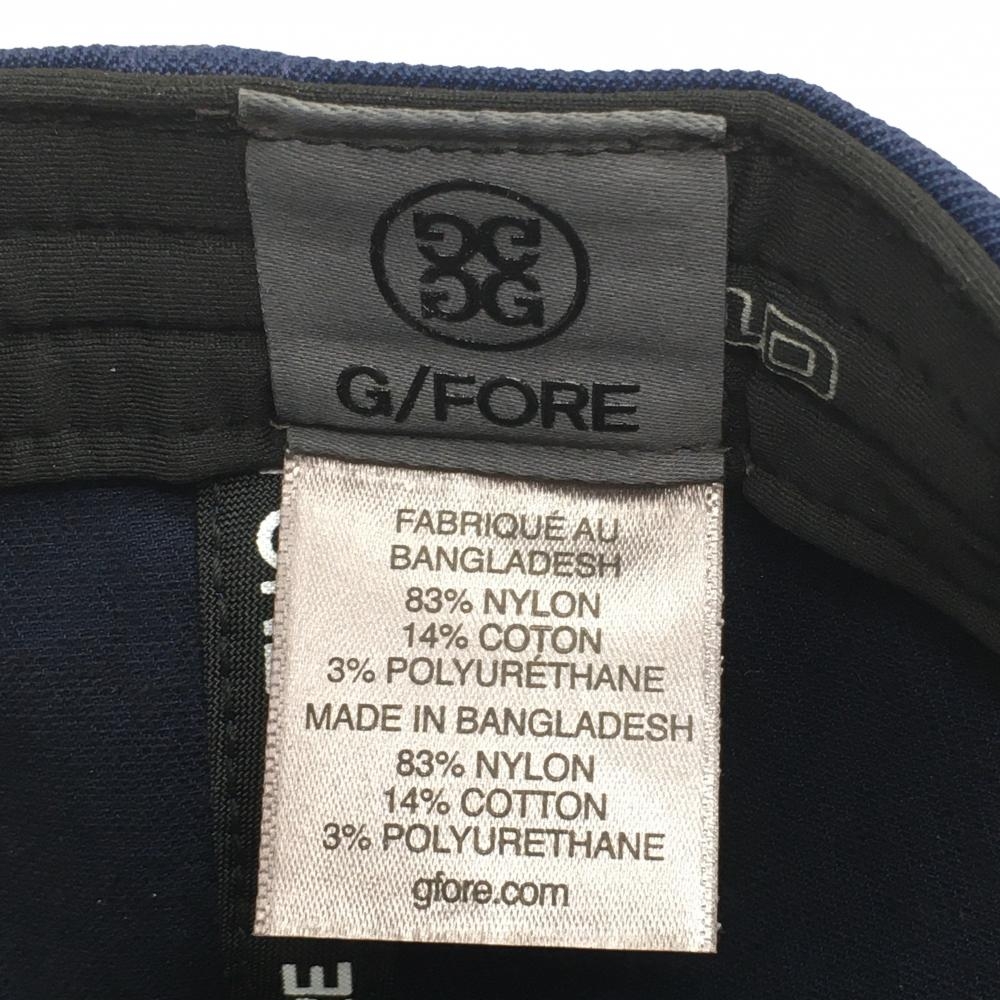 G/FORE
FABRIQUÉ AU
BANGLADESH
83% NYLON
14% COTON
3% POLYURÉTHANE
MADE IN BANGLADESH
83% NYLON
14% COTTON
3% POLYURETHANE
gfore.com